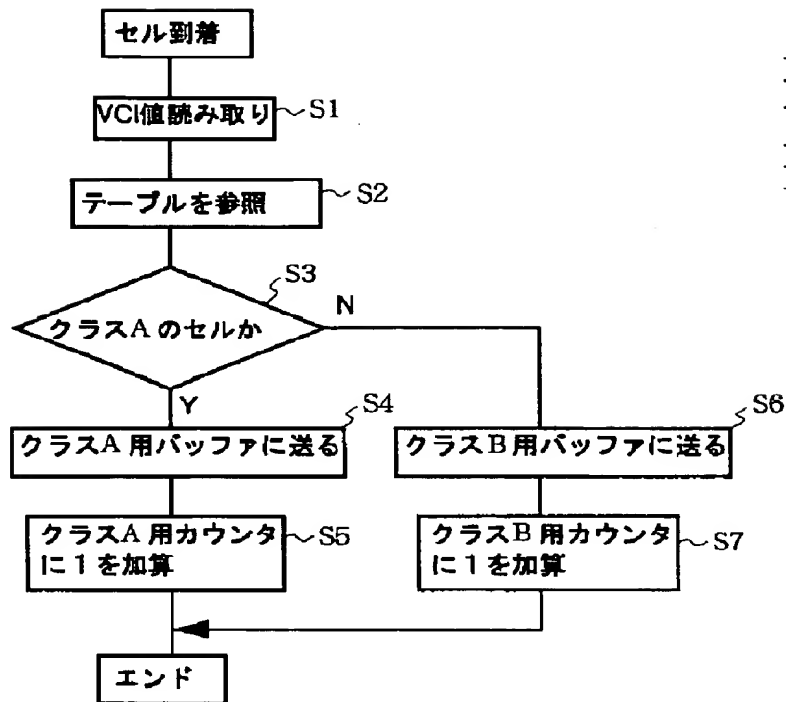 セル到着
VCI値読み取り
S1
テーブルを参照
S2
S3
クラスAのセルか
N
Y
S4
クラスA用バッファに送る
S6
クラスB用バッファに送る
クラスA用カウンタ
に1を加算
S5
クラスB用カウンタ
に1を加算
S7
エンド